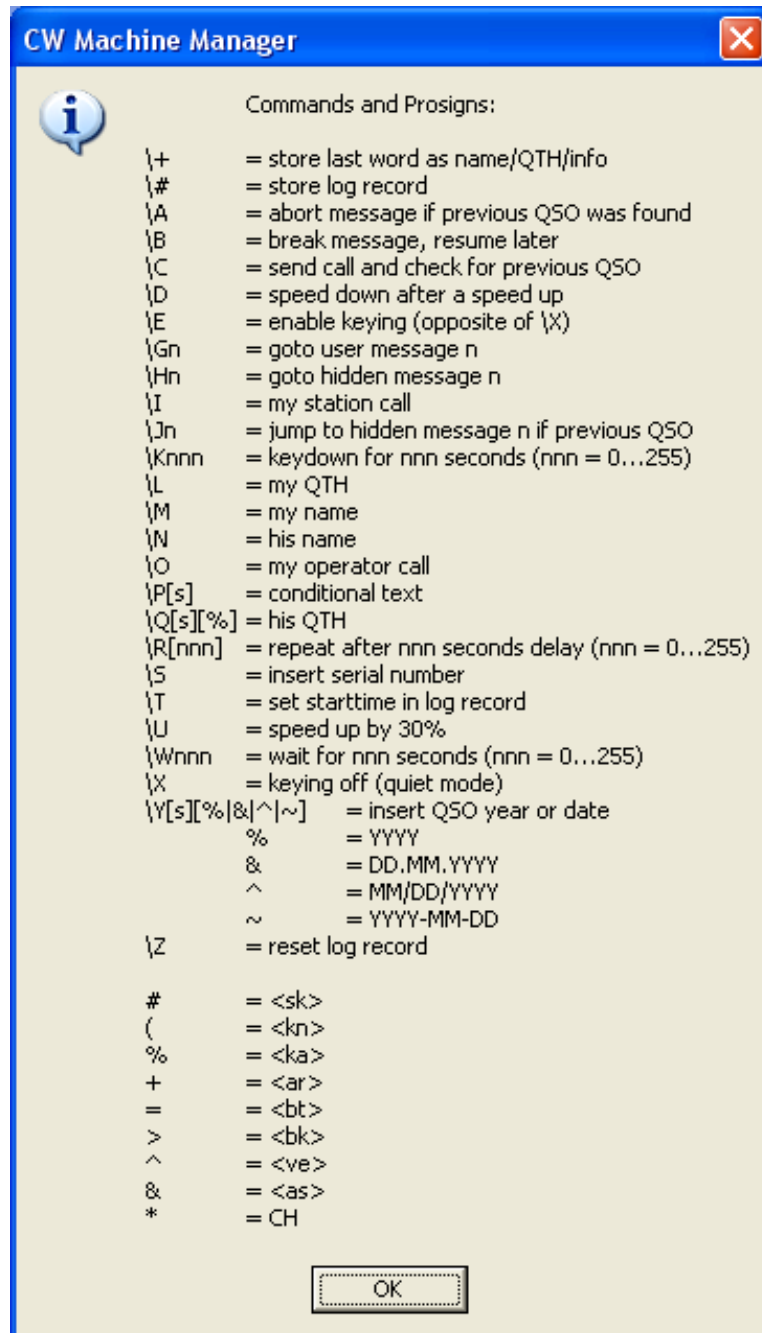 CW Machine Manager
Commands and Prosigns:
\+ = store last word as name/QTH/info
\# = store log record
\A = abort message if previous QSO was found
\B = break message, resume later
\C = send call and check for previous QSO
\D = speed down after a speed up
\E = enable keying (opposite of \X)
\Gn = goto user message n
\Hn = goto hidden message n
\I = my station call
\Jn = jump to hidden message n if previous QSO
\Knnn = keydown for nnn seconds (nnn = 0...255)
\L = my QTH
\M = my name
\N = his name
\O = my operator call
\P[s] = conditional text
\Q[s][%] = his QTH
\R[nnn] = repeat after nnn seconds delay (nnn = 0...255)
\S = insert serial number
\T = set starttime in log record
\U = speed up by 30%
\Wnnn = wait for nnn seconds (nnn = 0...255)
\X = keying off (quiet mode)
\Y[s][%|&|^|~] = insert QSO year or date
% = YYYY
& = DD.MM.YYYY
^ = MM/DD/YYYY
~ = YYYY-MM-DD
\Z = reset log record
# = <sk>
( = <kn>
% = <ka>
+ = <ar>
= = <bt>
> = <bk>
^ = <ve>
& = <as>
* = CH
OK